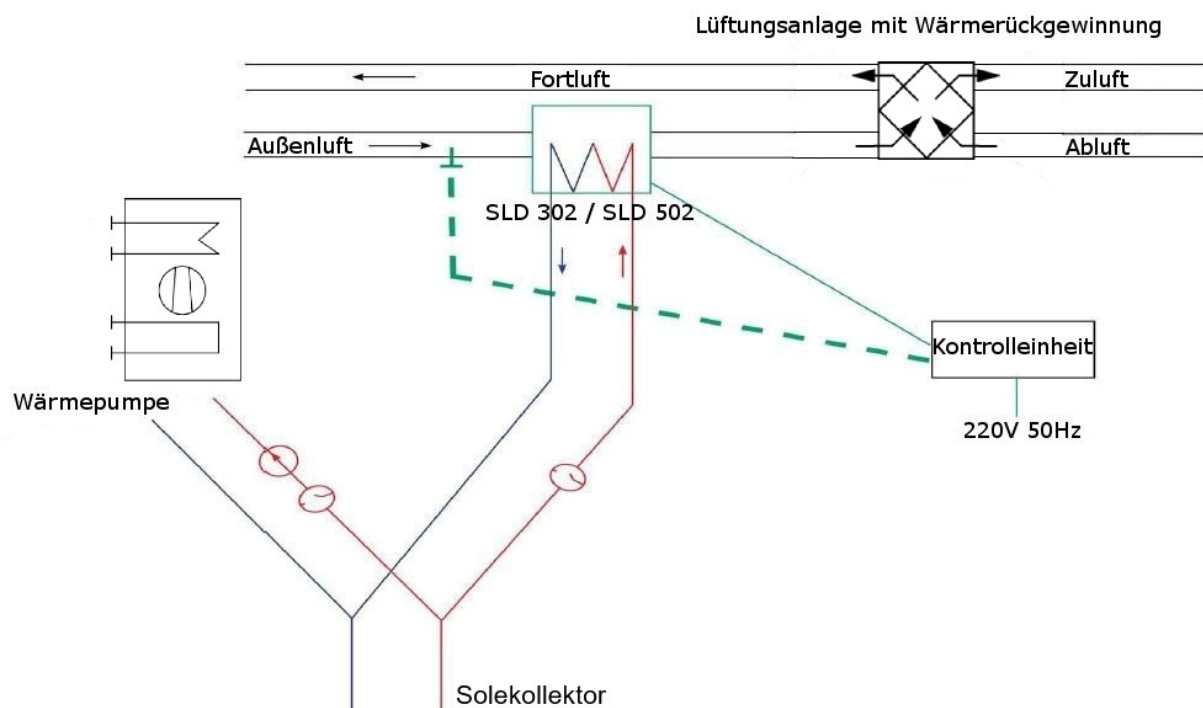 Lüftungsanlage mit Wärmerückgewinnung
Fortluft
Zuluft
Außenluft
Abluft
SLD 302 / SLD 502
Kontrolleinheit
Wärmepumpe
220V 50Hz
Solekollektor